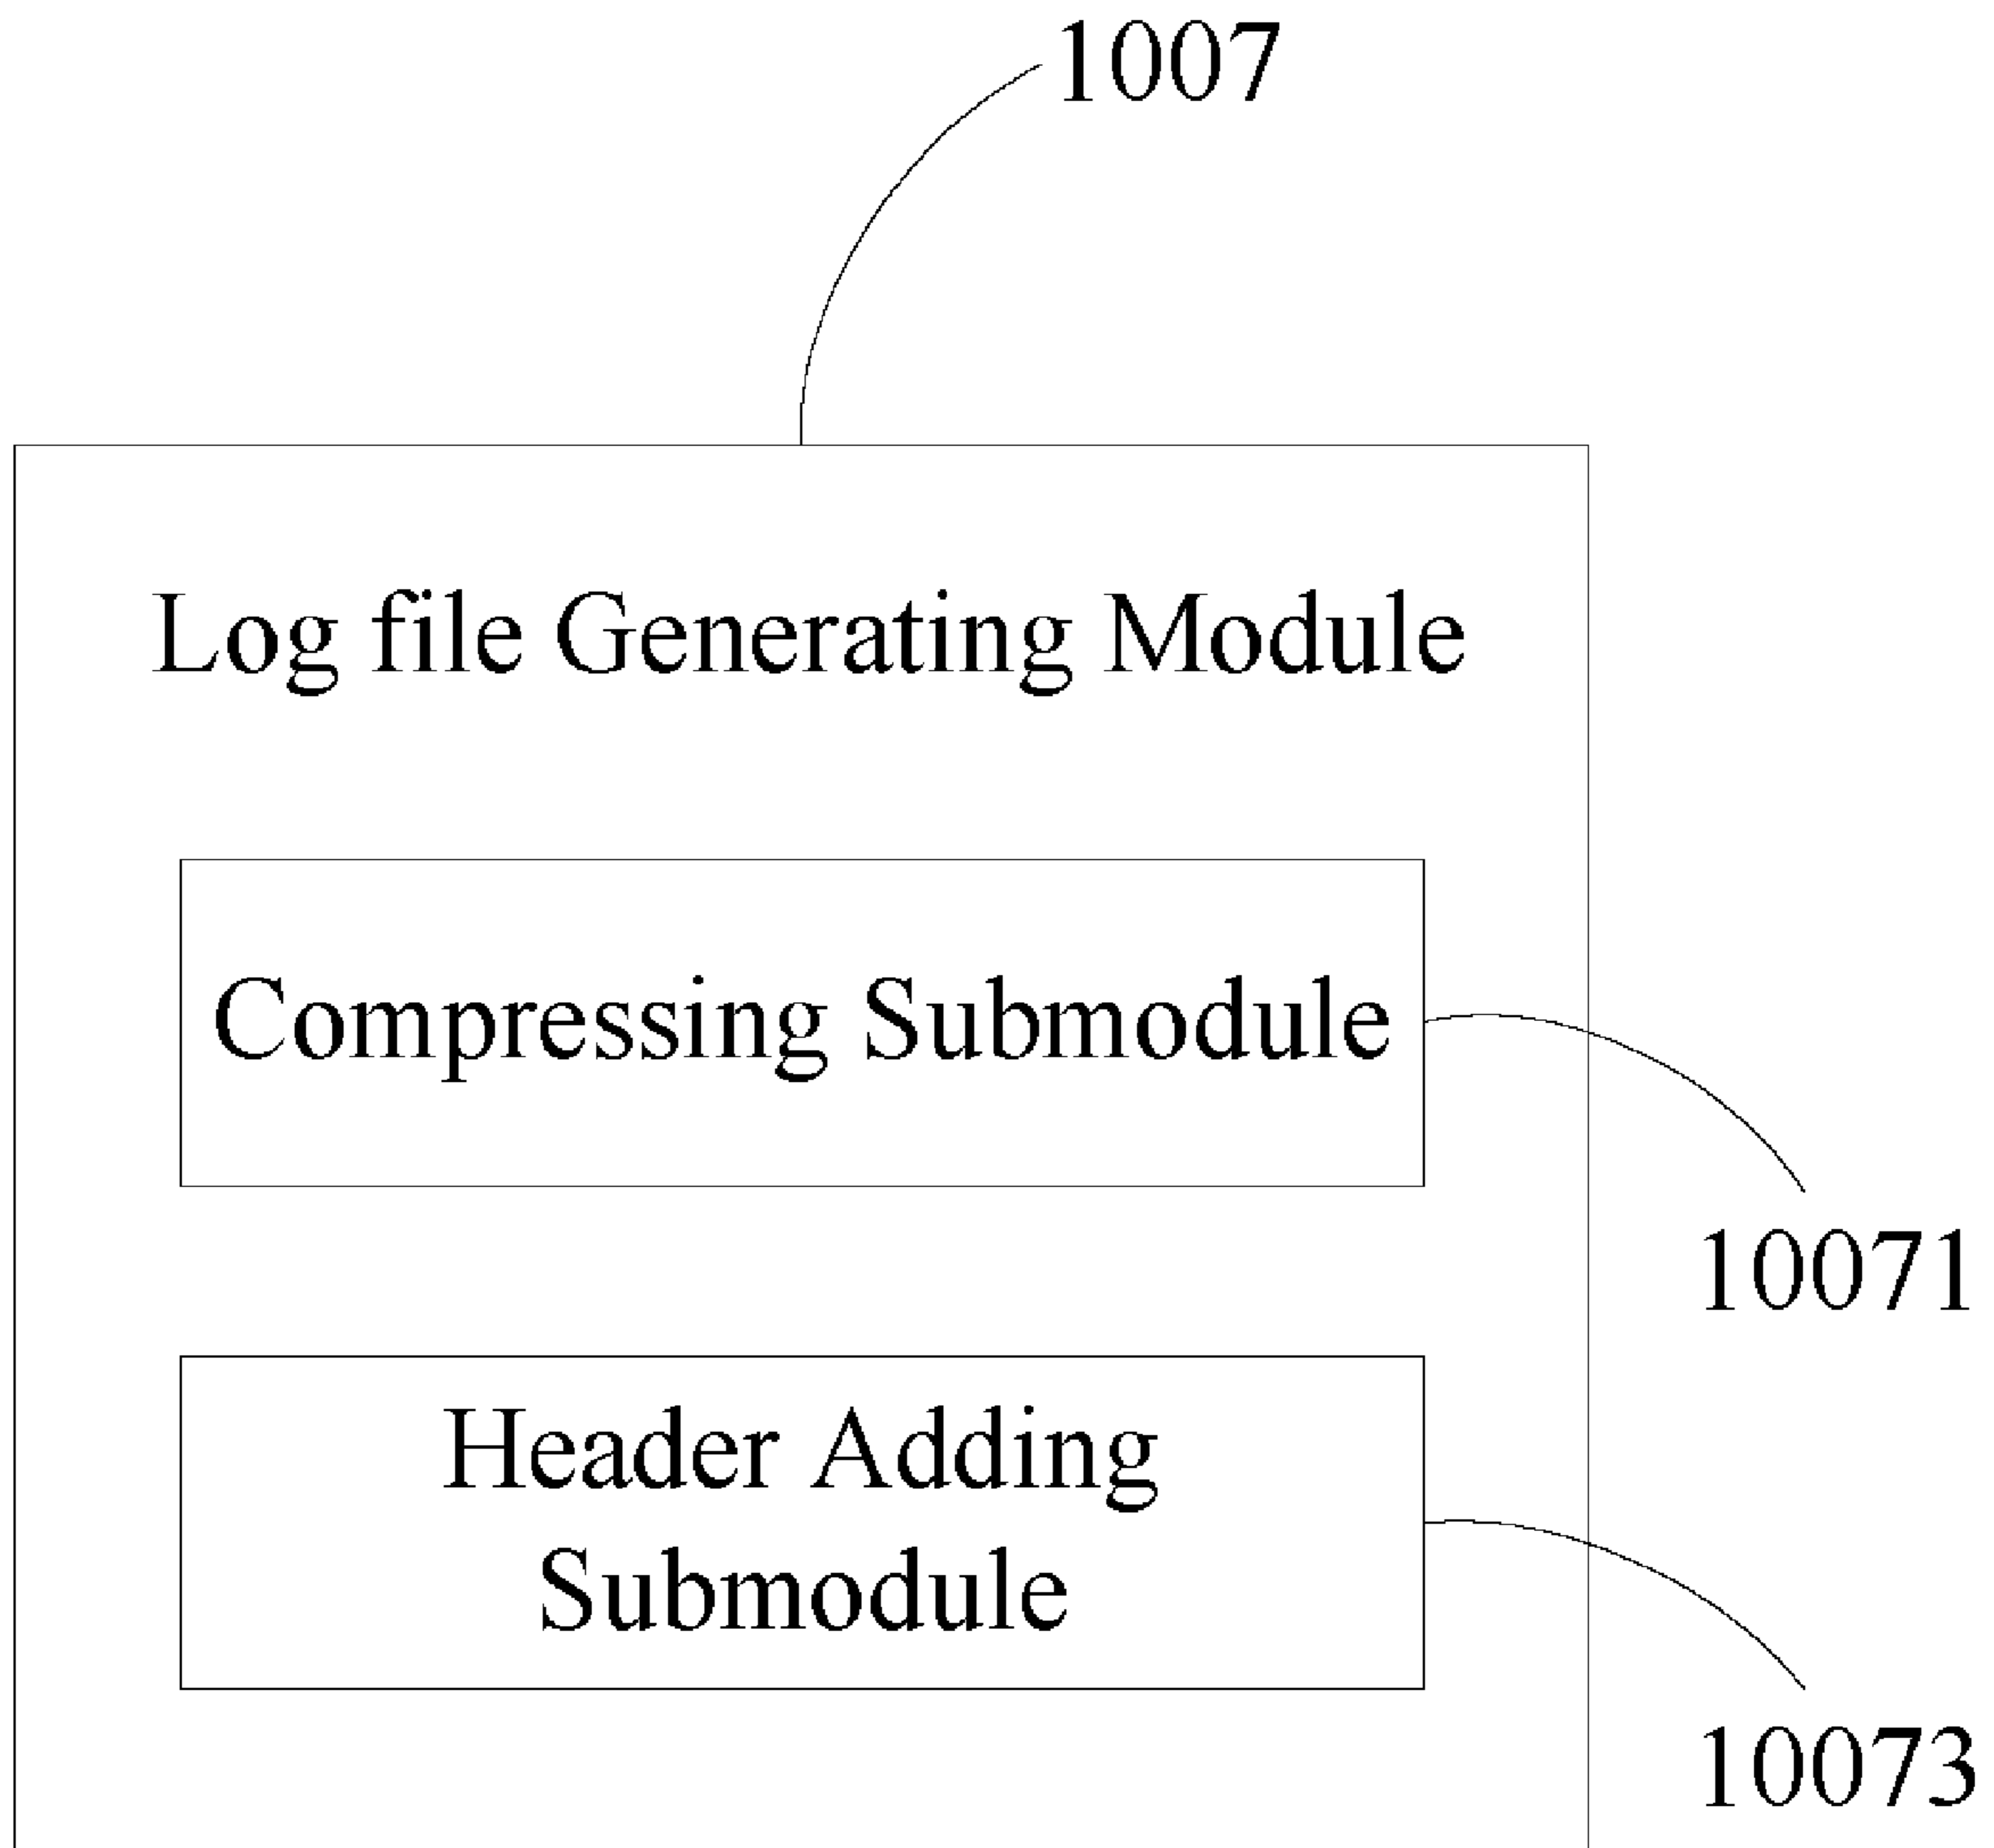 1007
Log file Generating Module
Compressing Submodule
10071
Header Adding
Submodule
10073